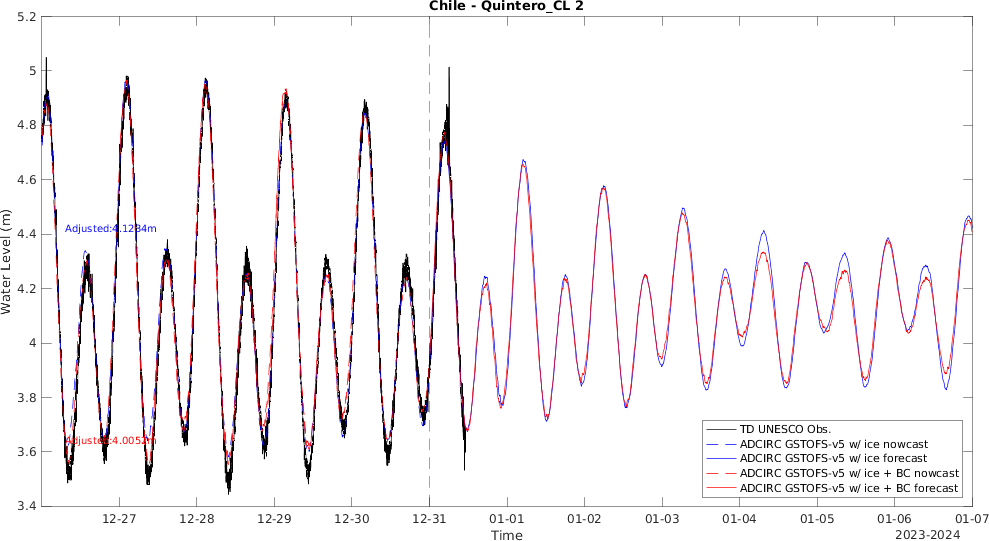 Chile - Quintero_CL 2
5.2
5
4.8
4.6
4.4
4.2
4
3.8
3.6
3.4
Water Level (m)
Adjusted:4.1284m
Adjusted:4.0052m
TD UNESCO Obs.
ADCIRC GSTOFS-v5 w/ ice nowcast
ADCIRC GSTOFS-v5 w/ ice forecast
ADCIRC GSTOFS-v5 w/ ice + BC nowcast
ADCIRC GSTOFS-v5 w/ ice + BC forecast
12-27 12-28 12-29 12-30 12-31 01-01 01-02 01-03 01-04 01-05 01-06 01-07
Time
2023-2024